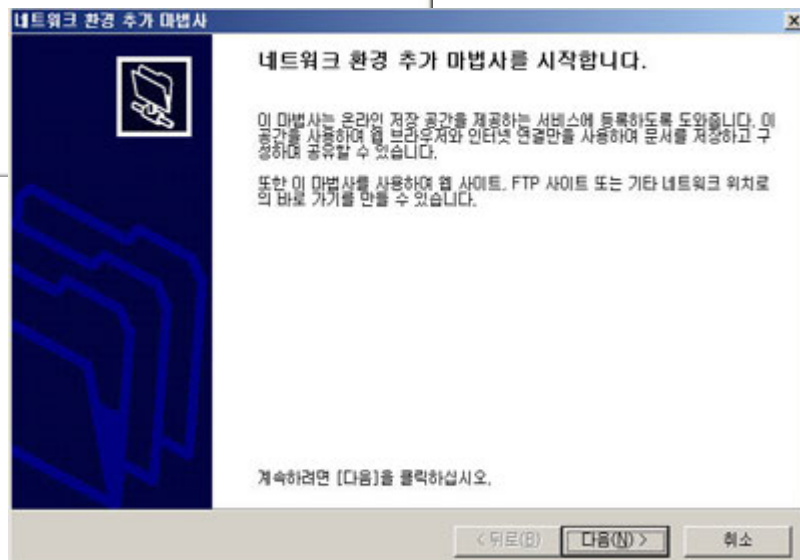 네트워크 환경 추가 마법사
네트워크 환경 추가 마법사를 시작합니다.
이 마법사는 온라인 저장 공간을 제공하는 서비스에 등록하도록 도와줍니다. 이
공간을 사용하여 웹 브라우저와 인터넷 연결만을 사용하여 문서를 저장하고 구
성하며 공유할 수 있습니다.
또한 이 마법사를 사용하여 웹 사이트, FTP 사이트 또는 기타 네트워크 위치로
의 바로 가기를 만들 수 있습니다.
계속하려면 [다음]을 클릭하십시오.
< 뒤로(B)
다음(N) >
취소